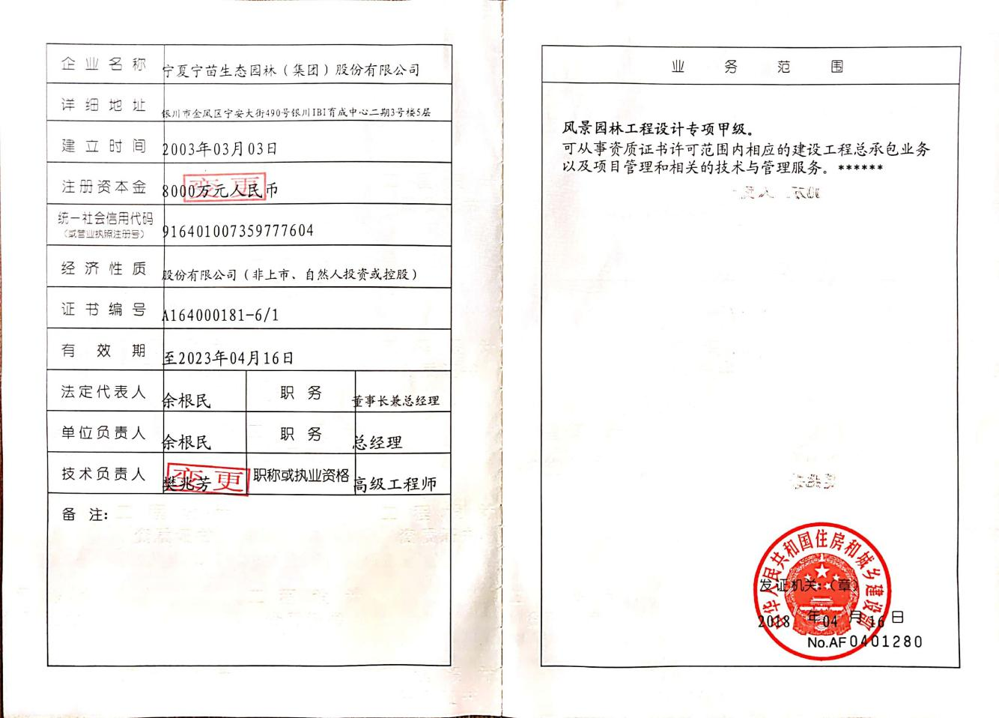 企业名称 宁夏宁苗生态园林（集团）股份有限公司
详细地址 银川市金凤区宁安大街490号银川IBI育成中心二期3号楼5层
建立时间 2003年03月03日
注册资本金 8000万元人民币
变更
统一社会信用代码
（或营业执照注册号） 916401007359777604
经济性质 股份有限公司（非上市、自然人投资或控股）
证书编号 A164000181-6/1
有效期 至2023年04月16日
法定代表人 余根民 职务 董事长兼总经理
单位负责人 余根民 职务 总经理
技术负责人 樊兆芳 职称或执业资格 高级工程师
变更
备注：
业务范围
风景园林工程设计专项甲级。
可从事资质证书许可范围内相应的建设工程总承包业务
以及项目管理和相关的技术与管理服务。******
中华人民共和国住房和城乡建设部
发证机关：（章）
2018年04月16日
No.AF0401280